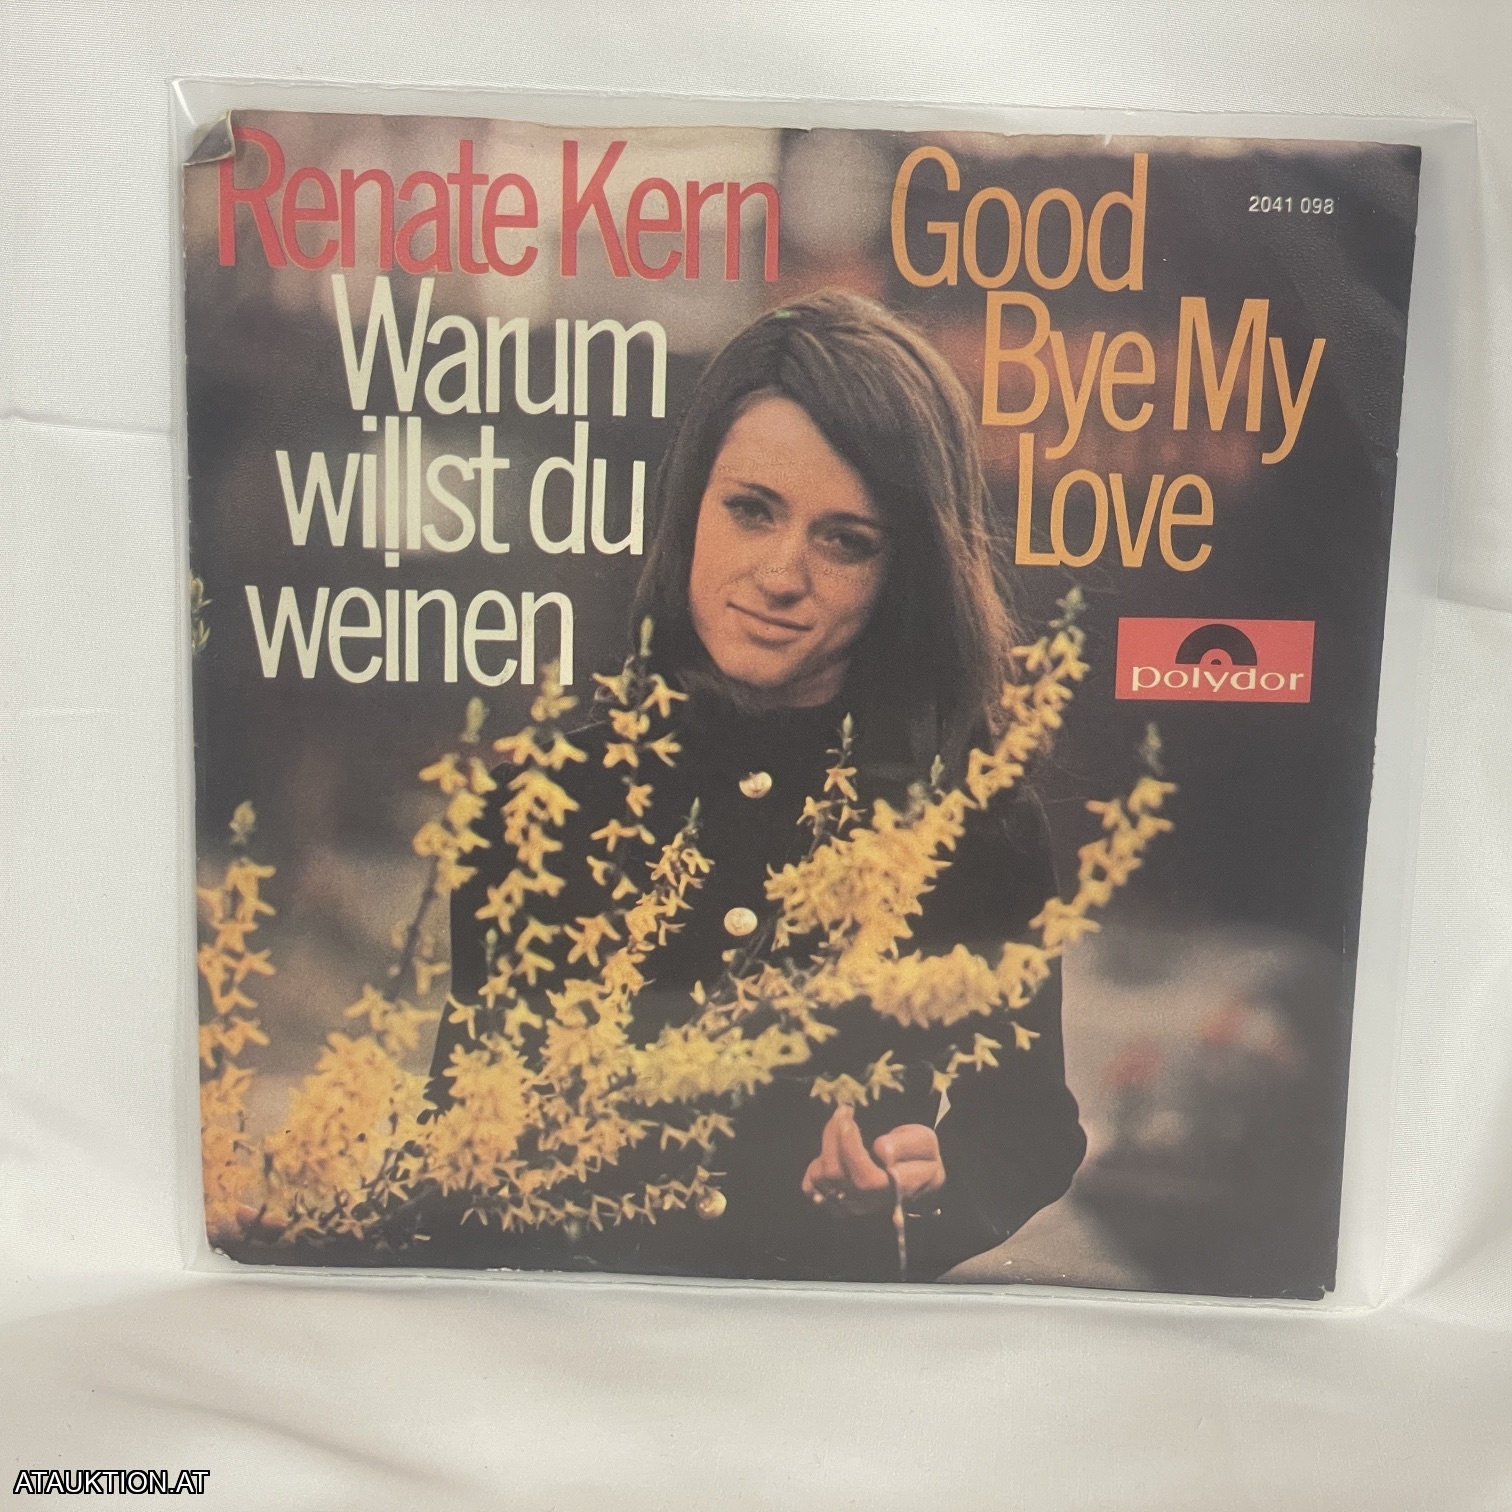 Renate Kern
Warum
willst du
weinen
Good
Bye My
Love
2041 098
polydor
ATAUKTION.AT